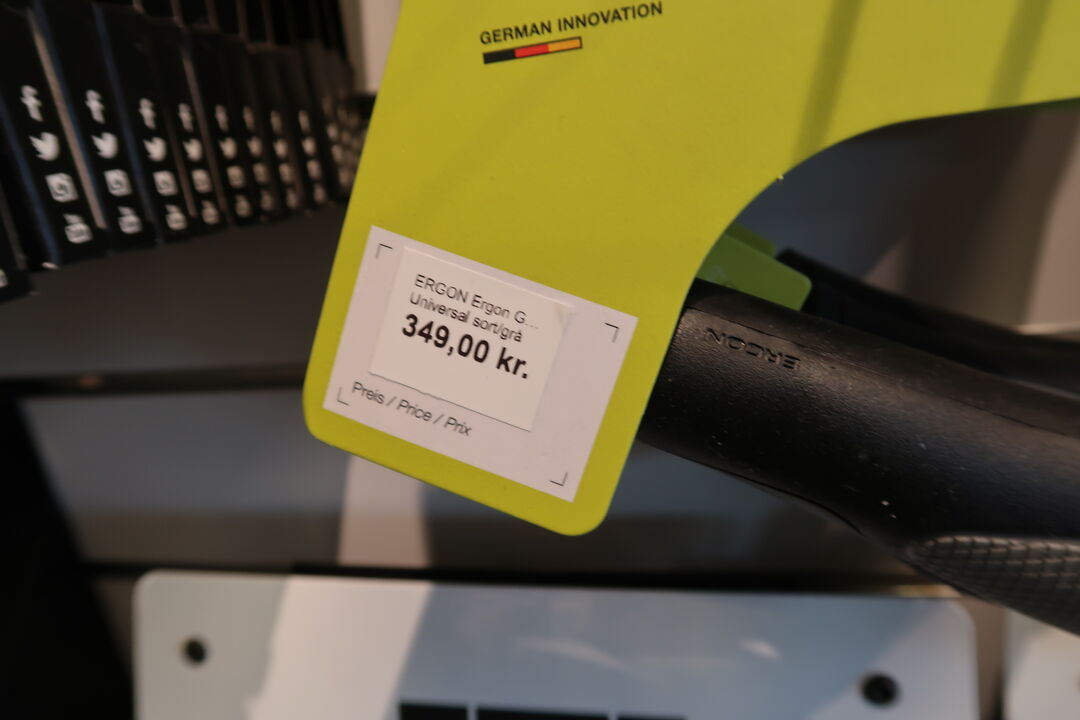 GERMAN INNOVATION
ERGON Ergon G...
Universal sort/grå
349,00 kr.
Preis / Price / Prix
ERGON